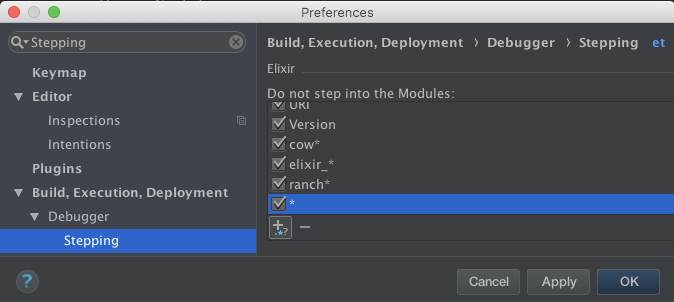 Preferences
Stepping
Keymap
Editor
Inspections
Intentions
Plugins
Build, Execution, Deployment
Debugger
Stepping
Build, Execution, Deployment › Debugger › Stepping et
Elixir
Do not step into the Modules:
URI
Version
cow*
elixir_*
ranch*
*
?
Cancel
Apply
OK